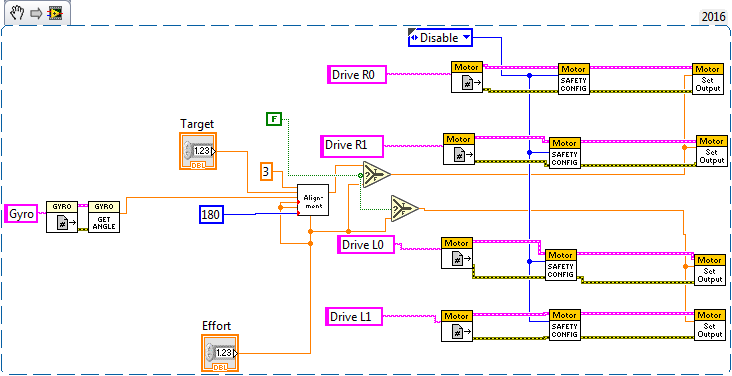 2016
Disable
Drive R0
Motor
#
Motor
SAFETY
CONFIG
Motor
Set
Output
Target
1.23
DBL
F
Drive R1
Motor
#
Motor
SAFETY
CONFIG
Motor
Set
Output
3
?
T
F
Gyro
GYRO
#
GYRO
GET
ANGLE
180
Align-
ment
?
T
F
Drive L0
Motor
#
Motor
SAFETY
CONFIG
Motor
Set
Output
Effort
1.23
DBL
Drive L1
Motor
#
Motor
SAFETY
CONFIG
Motor
Set
Output